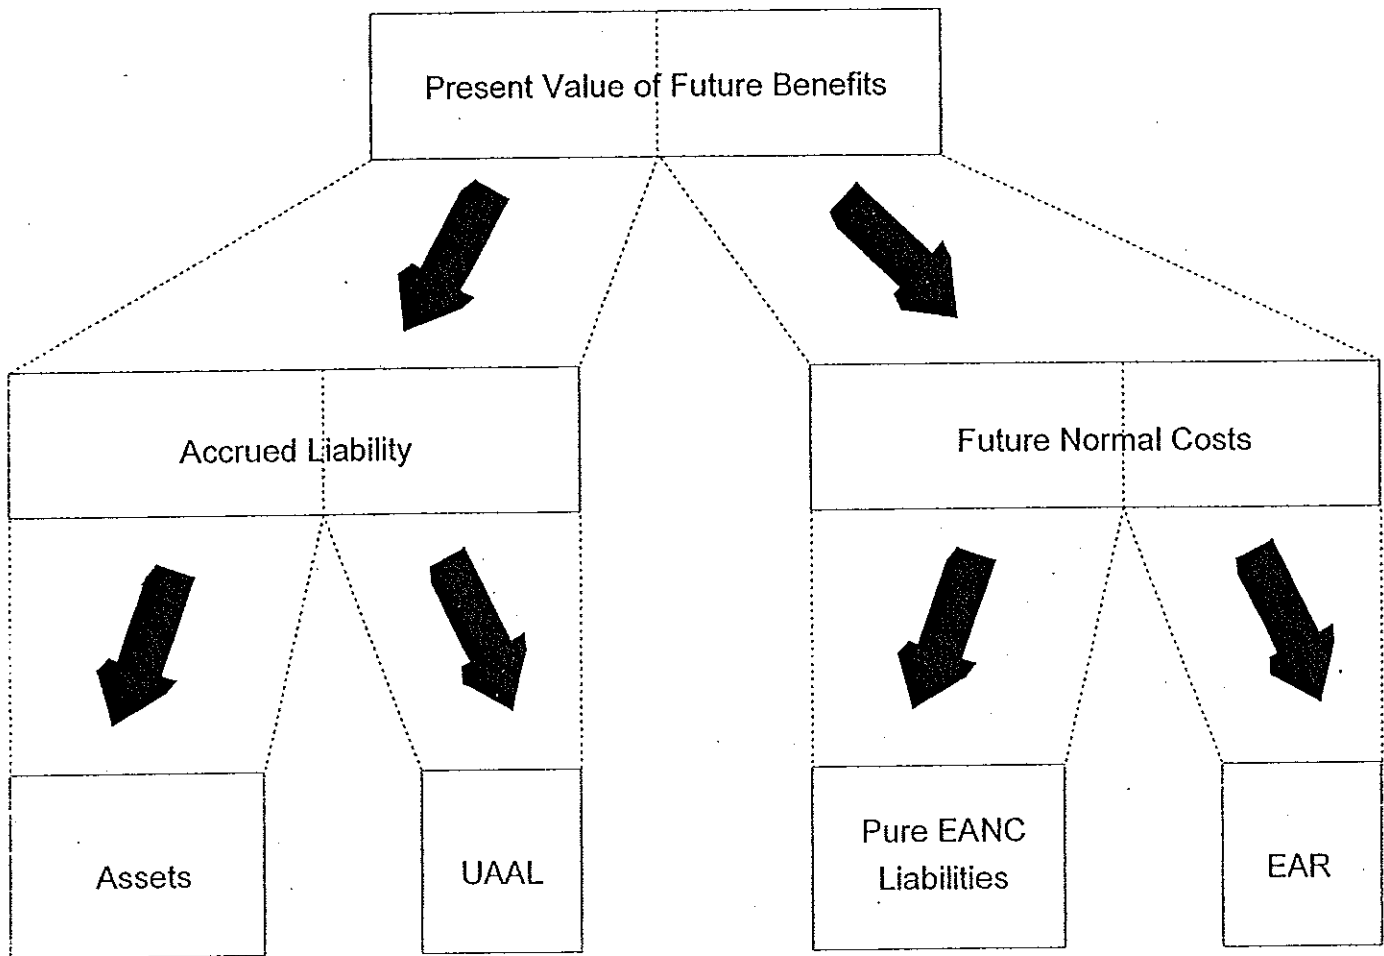 Present Value of Future Benefits
Accrued Liability
Future Normal Costs
Assets
UAAL
Pure EANC
Liabilities
EAR